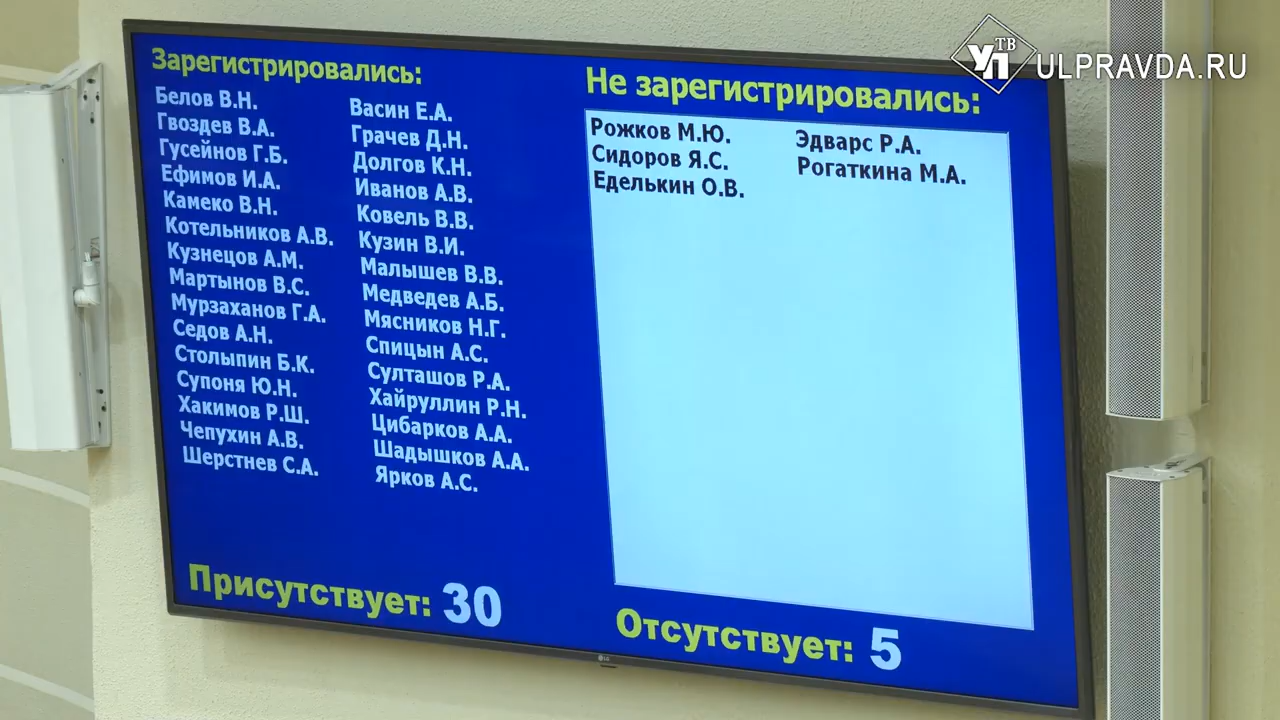 УП ТВ ULPRAVDA.RU
Зарегистрировались:
Белов В.Н.
Гвоздев В.А.
Гусейнов Г.Б.
Ефимов И.А.
Камеко В.Н.
Котельников А.В.
Кузнецов А.М.
Мартынов В.С.
Мурзаханов Г.А.
Седов А.Н.
Столыпин Б.К.
Супоня Ю.Н.
Хакимов Р.Ш.
Чепухин А.В.
Шерстнев С.А.
Васин Е.А.
Грачев Д.Н.
Долгов К.Н.
Иванов А.В.
Ковель В.В.
Кузин В.И.
Малышев В.В.
Медведев А.Б.
Мясников Н.Г.
Спицын А.С.
Султашов Р.А.
Хайруллин Р.Н.
Цибарков А.А.
Шадышков А.А.
Ярков А.С.
Присутствует: 30
Не зарегистрировались:
Рожков М.Ю.
Сидоров Я.С.
Еделькин О.В.
Эдварс Р.А.
Рогаткина М.А.
Отсутствует: 5
LG